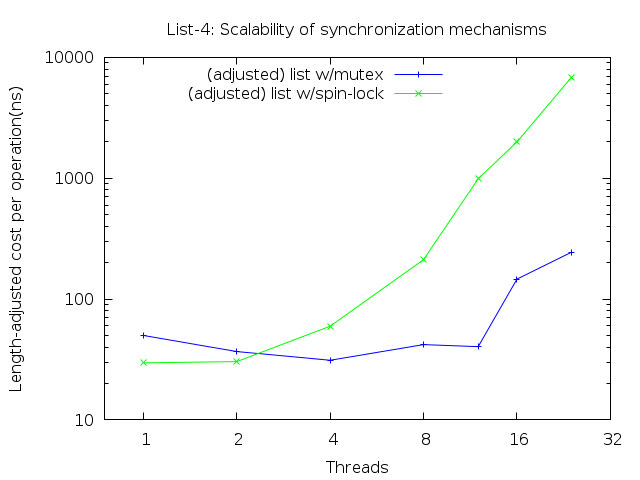 List-4: Scalability of synchronization mechanisms
10000
1000
100
10
Length-adjusted cost per operation(ns)
(adjusted) list w/mutex
(adjusted) list w/spin-lock
1 2 4 8 16 32
Threads